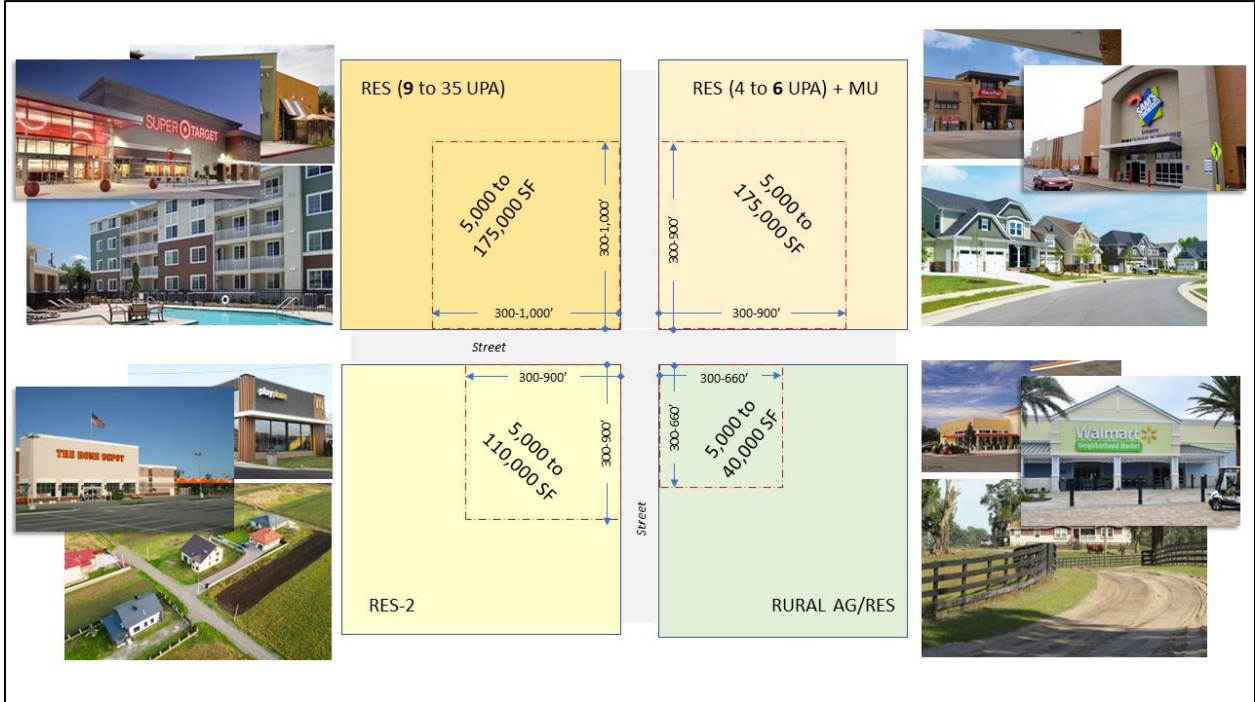 RES (9 to 35 UPA)
5,000 to
175,000 SF
300-1,000’
300-1,000’
RES (4 to 6 UPA) + MU
5,000 to
175,000 SF
300-900’
300-900’
SUPER TARGET
SAM'S
Street
300-900’
300-900’
5,000 to
110,000 SF
RES-2
Street
300-660’
300-660’
5,000 to
40,000 SF
RURAL AG/RES
THE HOME DEPOT
playplace
Walmart
Neighborhood Market